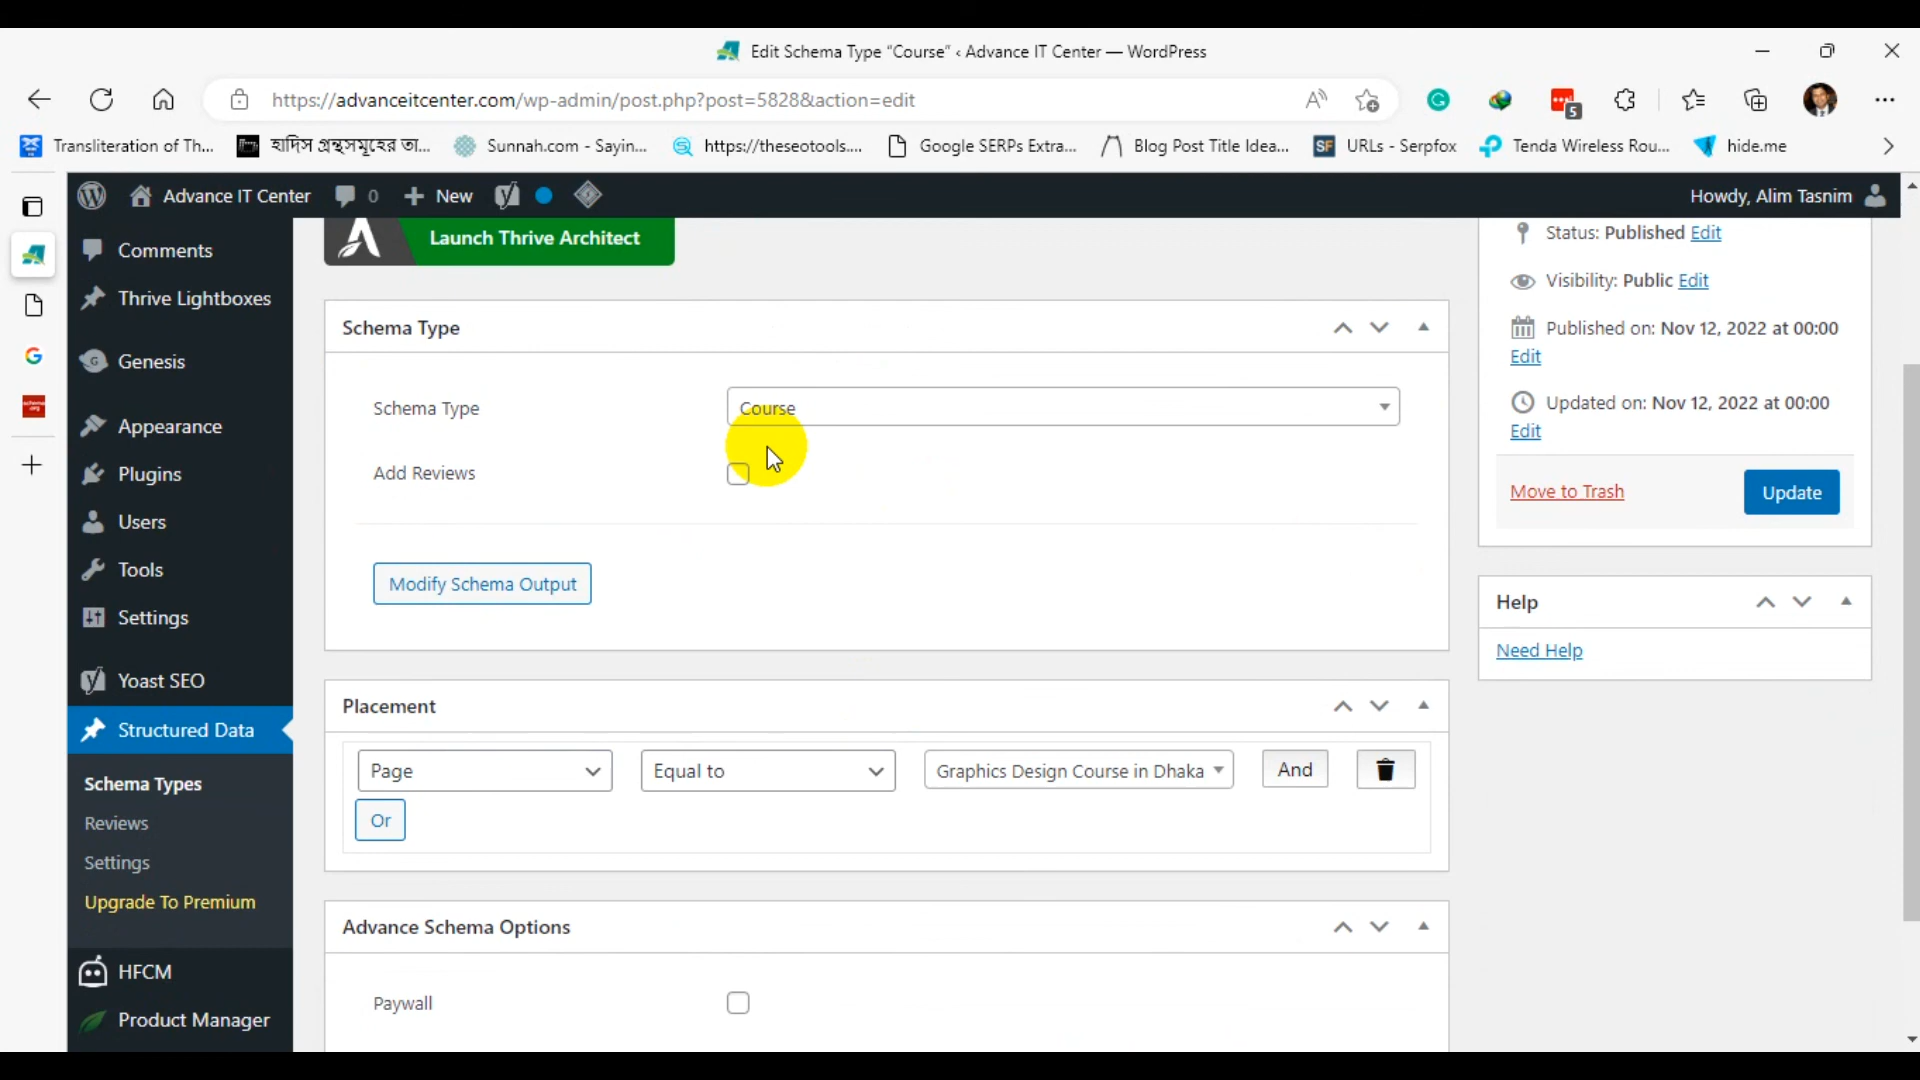 Edit Schema Type “Course” ‹ Advance IT Center — WordPress
https://advanceitcenter.com/wp-admin/post.php?post=5828&action=edit
5
Transliteration of Th...
হাদিস গ্রন্থসমূহের তা...
Sunnah.com - Sayin...
https://theseotools....
Google SERPs Extra...
Blog Post Title Idea...
SF
URLs - Serpfox
Tenda Wireless Rou...
hide.me
Advance IT Center
0
New
Howdy, Alim Tasnim
Comments
Thrive Lightboxes
Genesis
Appearance
Plugins
Users
Tools
Settings
Yoast SEO
Structured Data
Schema Types
Reviews
Settings
Upgrade To Premium
HFCM
Product Manager
Launch Thrive Architect
Schema Type
Schema Type
Course
Add Reviews
Modify Schema Output
Placement
Page
Equal to
Graphics Design Course in Dhaka
And
Or
Advance Schema Options
Paywall
Status: Published Edit
Visibility: Public Edit
Published on: Nov 12, 2022 at 00:00
Edit
Updated on: Nov 12, 2022 at 00:00
Edit
Move to Trash
Update
Help
Need Help